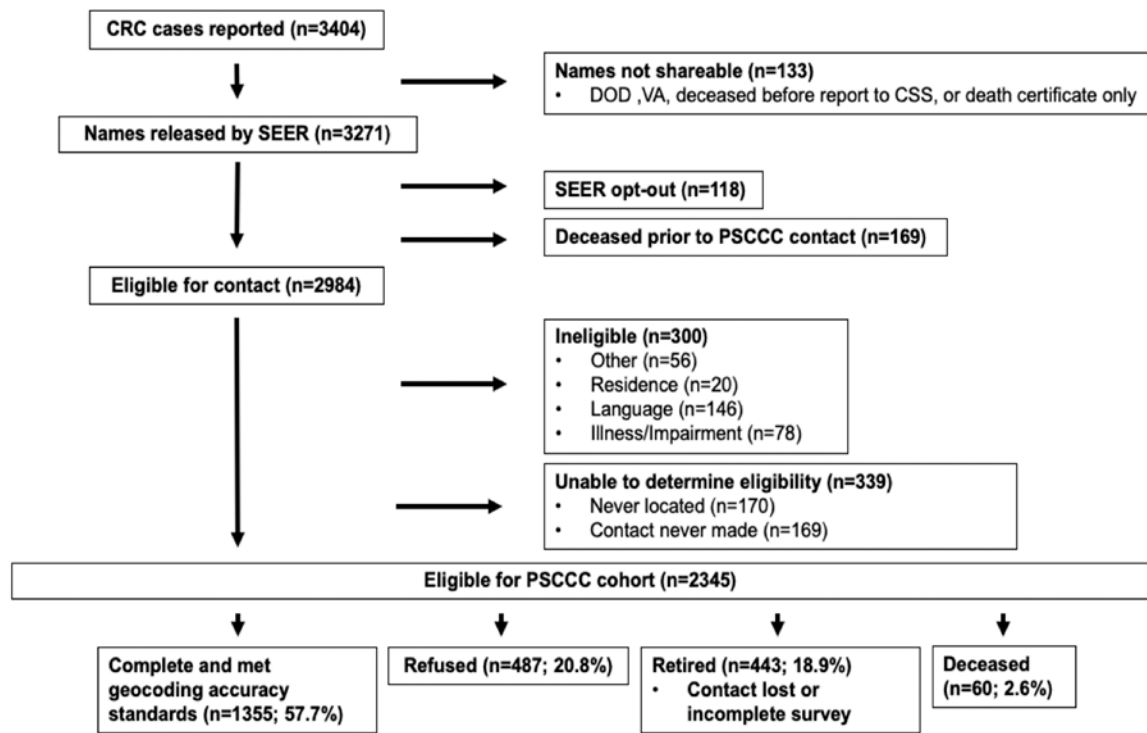 CRC cases reported (n=3404)
Names not shareable (n=133)
• DOD ,VA, deceased before report to CSS, or death certificate only
Names released by SEER (n=3271)
SEER opt-out (n=118)
Deceased prior to PSCCC contact (n=169)
Eligible for contact (n=2984)
Ineligible (n=300)
• Other (n=56)
• Residence (n=20)
• Language (n=146)
• Illness/Impairment (n=78)
Unable to determine eligibility (n=339)
• Never located (n=170)
• Contact never made (n=169)
Eligible for PSCCC cohort (n=2345)
Complete and met
geocoding accuracy
standards (n=1355; 57.7%)
Refused (n=487; 20.8%)
Retired (n=443; 18.9%)
• Contact lost or
incomplete survey
Deceased
(n=60; 2.6%)